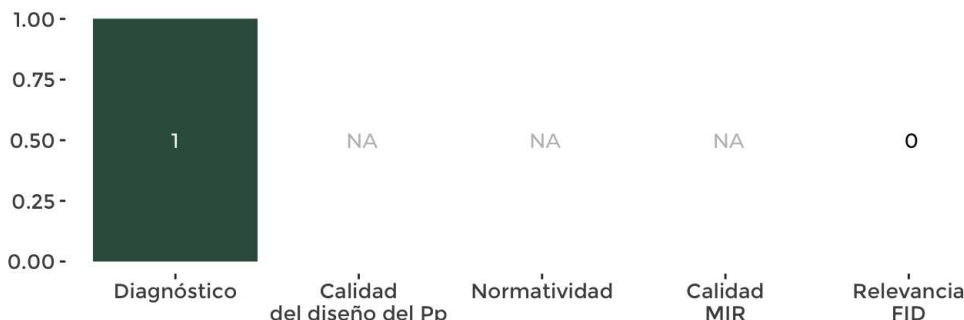 1.00
0.75
0.50
0.25
0.00
1
NA
NA
NA
0
Diagnóstico
Calidad
del diseño del Pp
Normatividad
Calidad
MIR
Relevancia
FID